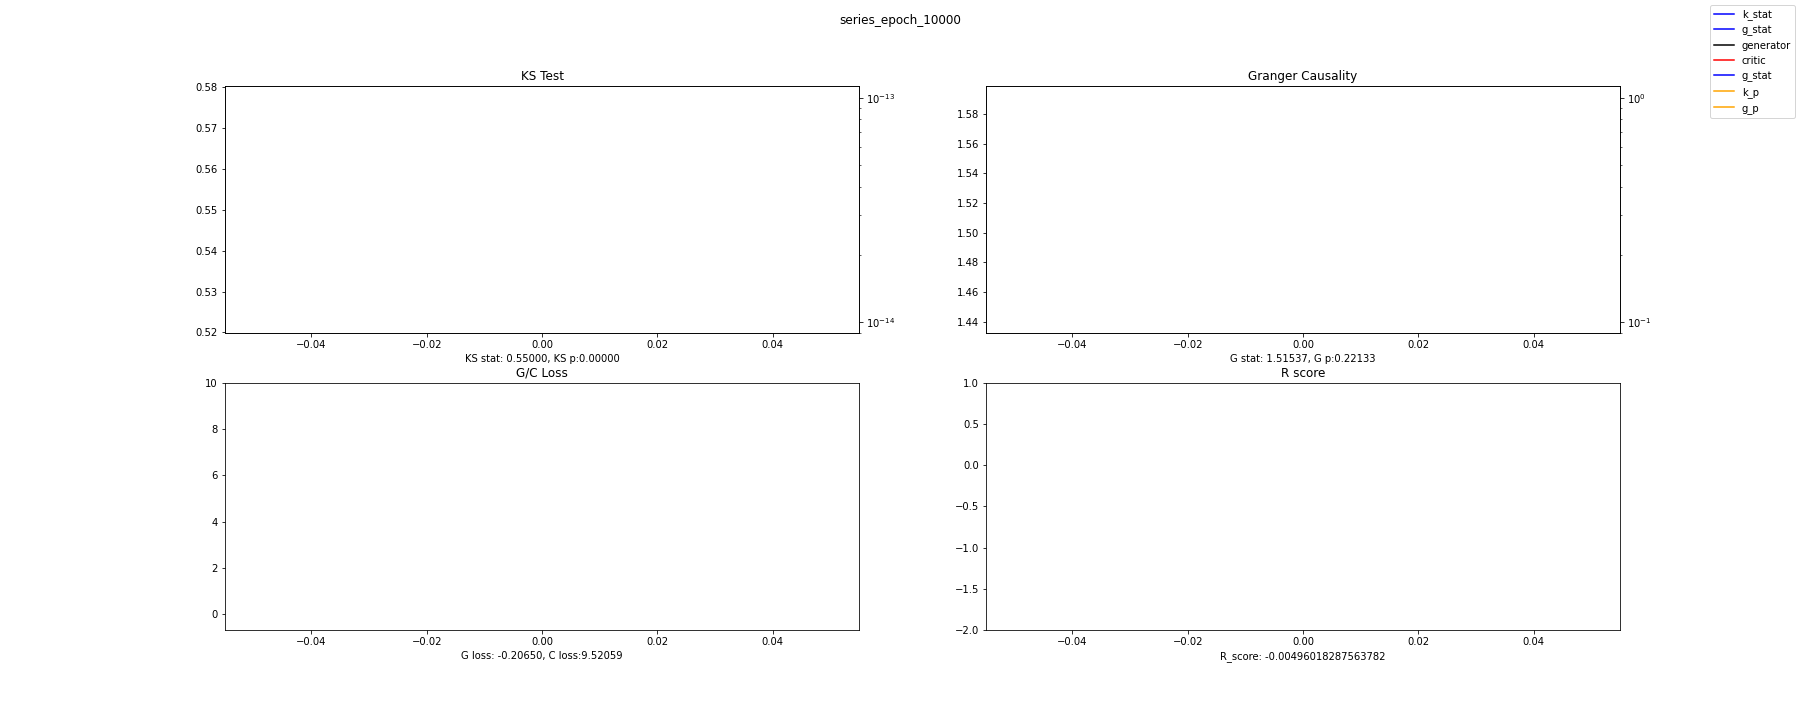 series_epoch_10000
k_stat
g_stat
generator
critic
g_stat
k_p
g_p
KS Test
0.58
0.57
0.56
0.55
0.54
0.53
0.52
10⁻¹³
10⁻¹⁴
−0.04 −0.02 0.00 0.02 0.04
KS stat: 0.55000, KS p:0.00000
Granger Causality
1.58
1.56
1.54
1.52
1.50
1.48
1.46
1.44
10⁰
10⁻¹
−0.04 −0.02 0.00 0.02 0.04
G stat: 1.51537, G p:0.22133
G/C Loss
10
8
6
4
2
0
−0.04 −0.02 0.00 0.02 0.04
G loss: -0.20650, C loss:9.52059
R score
1.0
0.5
0.0
−0.5
−1.0
−1.5
−2.0
−0.04 −0.02 0.00 0.02 0.04
R_score: -0.00496018287563782